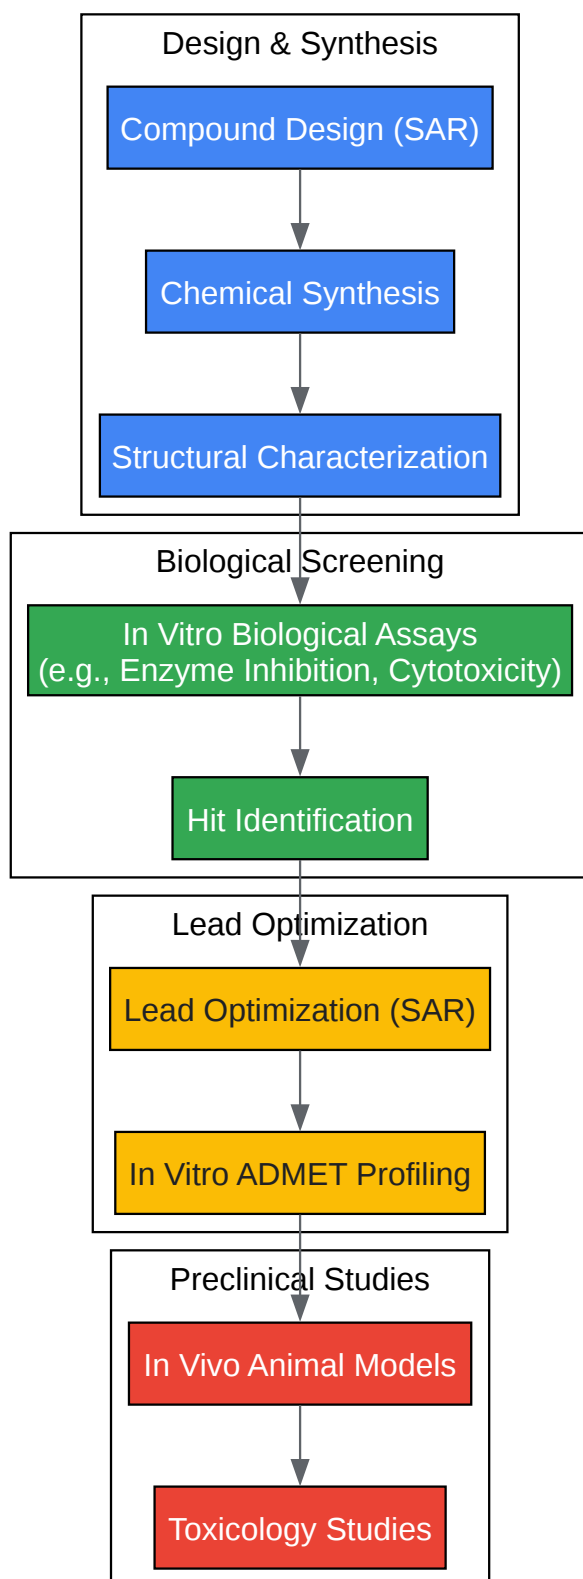 Design & Synthesis
Compound Design (SAR)
Chemical Synthesis
Structural Characterization
Biological Screening
In Vitro Biological Assays
(e.g., Enzyme Inhibition, Cytotoxicity)
Hit Identification
Lead Optimization
Lead Optimization (SAR)
In Vitro ADMET Profiling
Preclinical Studies
In Vivo Animal Models
Toxicology Studies